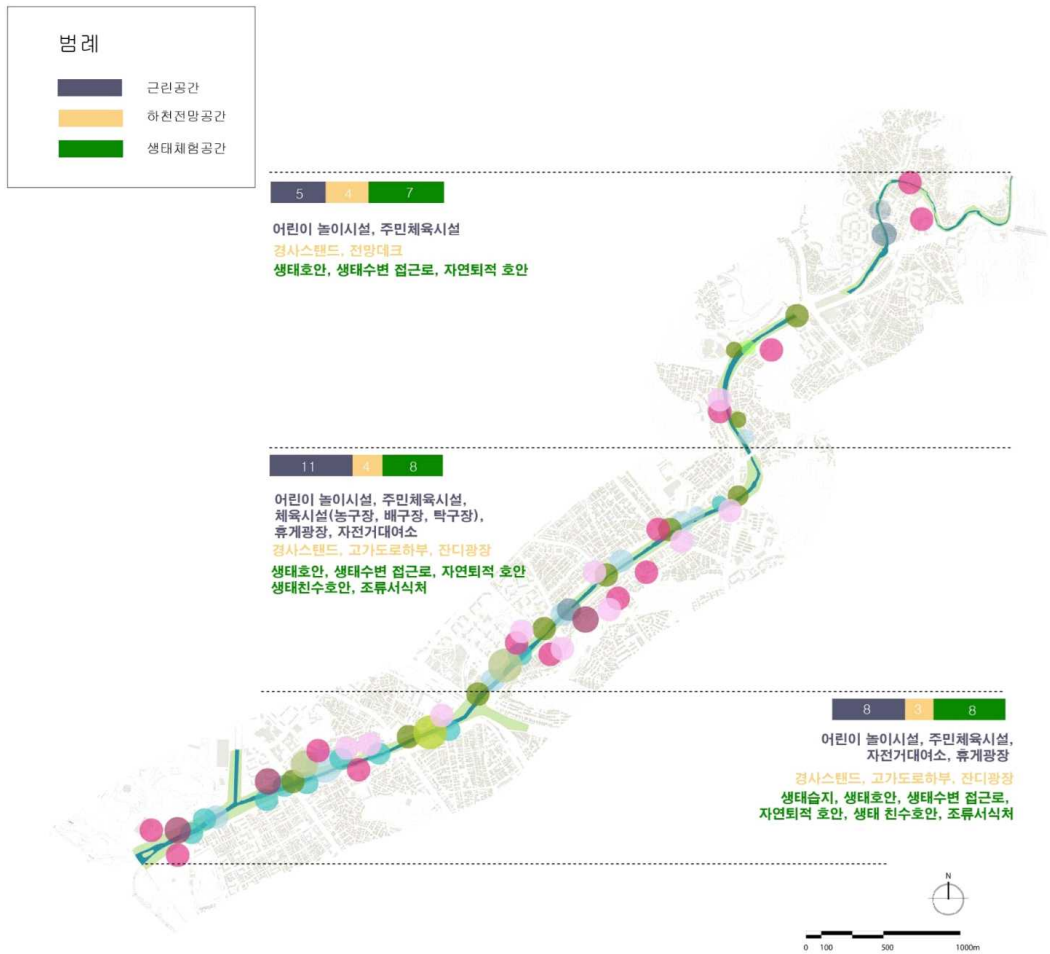 범례
근린공간
하천전망공간
생태체험공간
5 4 7
어린이 놀이시설, 주민체육시설
경사스탠드, 전망데크
생태호안, 생태수변 접근로, 자연퇴적 호안
11 4 8
어린이 놀이시설, 주민체육시설,
체육시설(농구장, 배구장, 탁구장),
휴게광장, 자전거대여소
경사스탠드, 고가도로하부, 잔디광장
생태호안, 생태수변 접근로, 자연퇴적 호안
생태친수호안, 조류서식처
8 3 8
어린이 놀이시설, 주민체육시설,
자전거대여소, 휴게광장
경사스탠드, 고가도로하부, 잔디광장
생태습지, 생태호안, 생태수변 접근로,
자연퇴적 호안, 생태 친수호안, 조류서식처
N
0 100 500 1000m